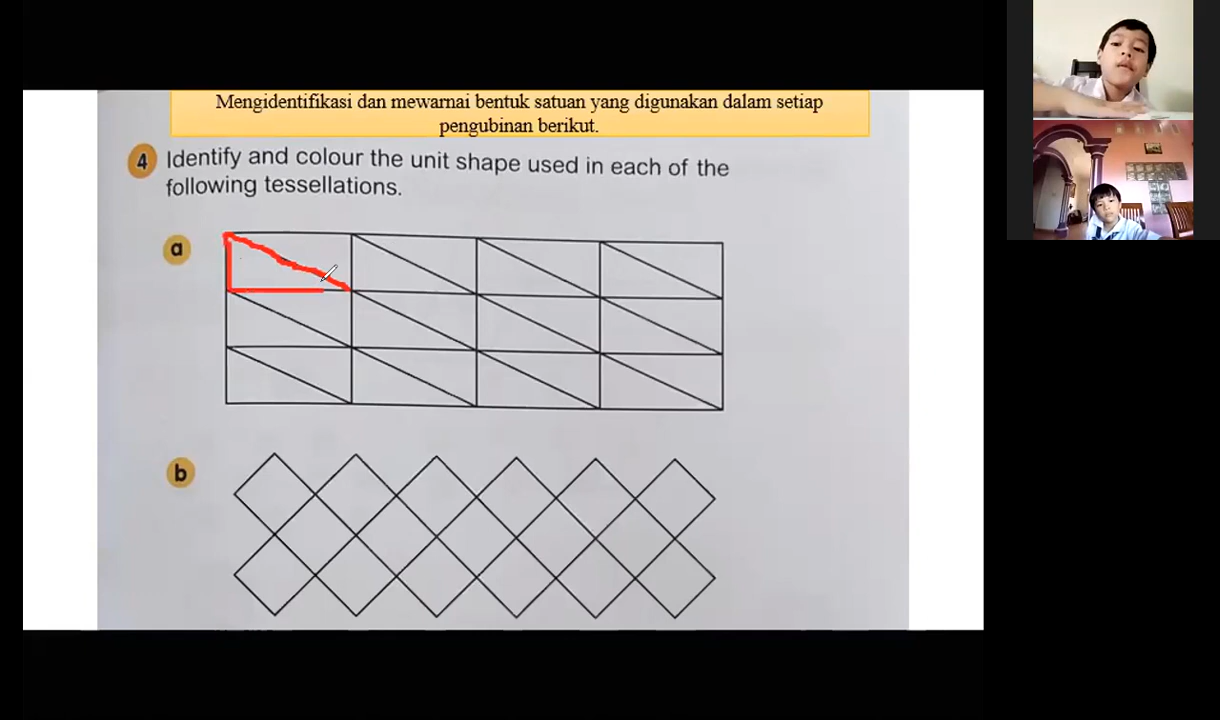 Mengidentifikasi dan mewarnai bentuk satuan yang digunakan dalam setiap
pengubinan berikut.
4 Identify and colour the unit shape used in each of the
following tessellations.
a
b